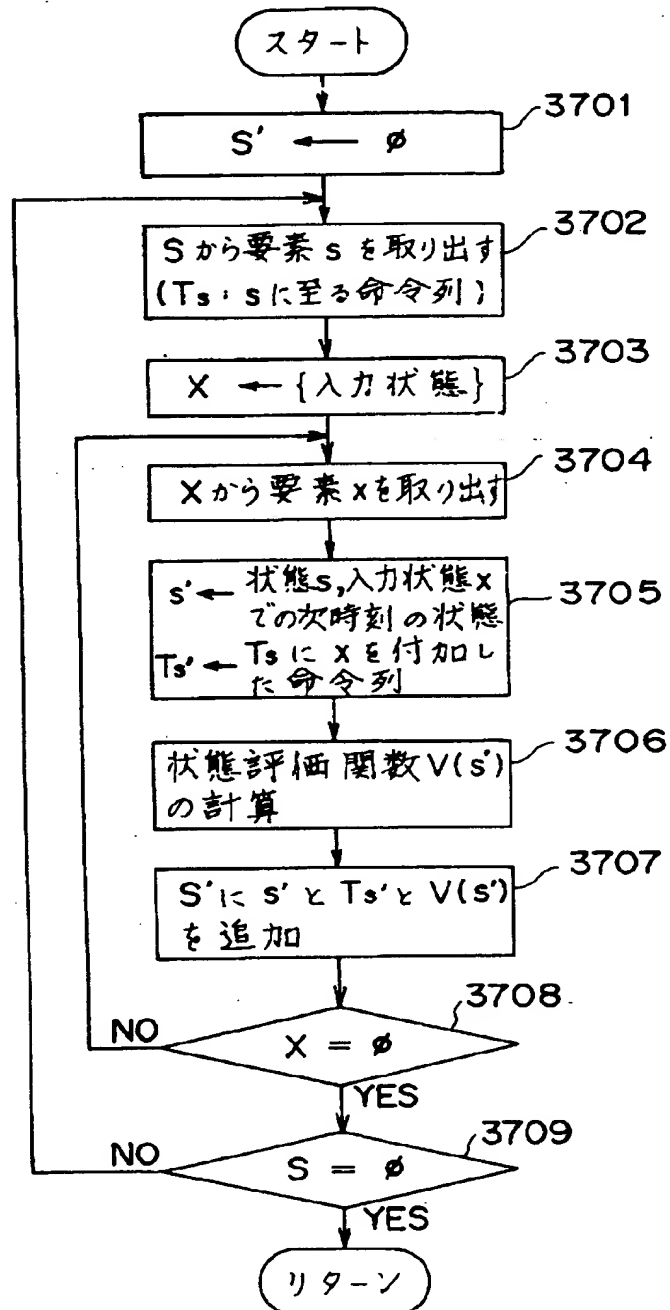 スタート
3701
S' ← ø
3702
Sから要素sを取り出す
(Ts:sに至る命令列)
3703
X ← {入力状態}
3704
Xから要素xを取り出す
3705
s' ← 状態s,入力状態x
での次時刻の状態
Ts' ← Tsにxを付加し
た命令列
3706
状態評価関数V(s')
の計算
3707
S'にs'とTs'とV(s')
を追加
3708
NO
X = ø
YES
3709
NO
S = ø
YES
リターン